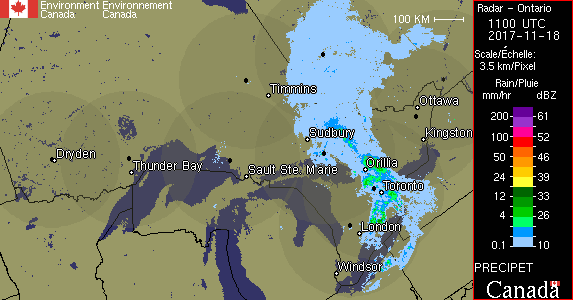 Environment Environnement
Canada Canada
100 KM
Timmins
Ottawa
Sudbury
Kingston
Dryden
Thunder Bay
Sault Ste. Marie
Orillia
Toronto
London
Windsor
Radar - Ontario
1100 UTC
2017-11-18
Scale/Échelle:
3.5 km/Pixel
Rain/Pluie
mm/hr dBZ
200 61
100 52
50 46
24 39
12 33
4 26
2 20
0.1 10
PRECIPET
Canada